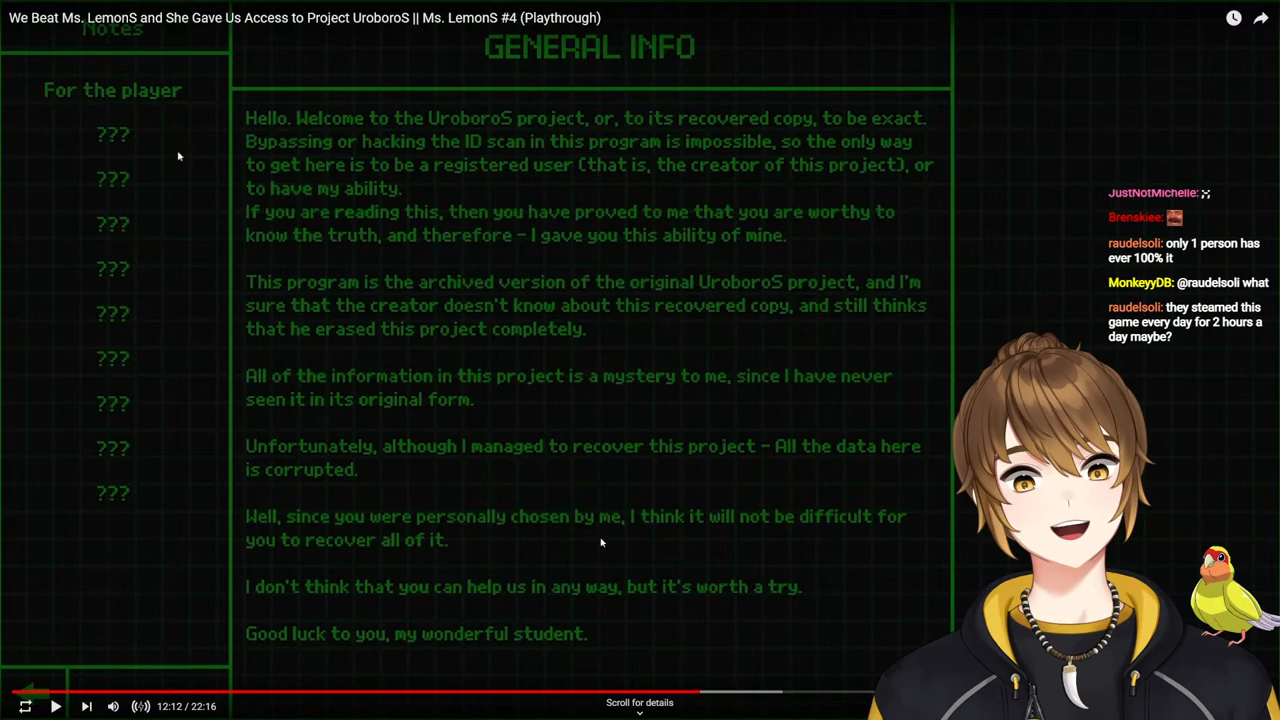 We Beat Ms. LemonS and She Gave Us Access to Project UroboroS || Ms. LemonS #4 (Playthrough)
Notes
For the player
???
???
???
???
???
???
???
???
???
GENERAL INFO
Hello. Welcome to the UroboroS project, or, to its recovered copy, to be exact.
Bypassing or hacking the ID scan in this program is impossible, so the only way
to get here is to be a registered user (that is, the creator of this project), or
to have my ability.
If you are reading this, then you have proved to me that you are worthy to
know the truth, and therefore - I gave you this ability of mine.
This program is the archived version of the original UroboroS project, and I'm
sure that the creator doesn't know about this recovered copy, and still thinks
that he erased this project completely.
All of the information in this project is a mystery to me, since I have never
seen it in its original form.
Unfortunately, although I managed to recover this project - All the data here
is corrupted.
Well, since you were personally chosen by me, I think it will not be difficult for
you to recover all of it.
I don't think that you can help us in any way, but it's worth a try.
Good luck to you, my wonderful student.
JustNotMichelle:
Brenskiee:
raudelsoli: only 1 person has
ever 100% it
MonkeyyDB: @raudelsoli what
raudelsoli: they steamed this
game every day for 2 hours a
day maybe?
12:12 / 22:16
Scroll for details